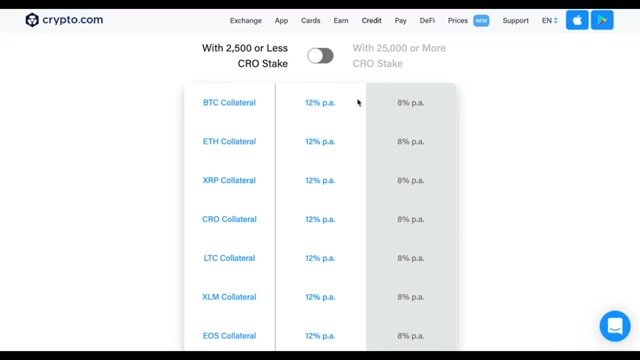 crypto.com Exchange App Cards Earn Credit Pay DeFi Prices NEW Support EN
With 2,500 or Less With 25,000 or More
CRO Stake CRO Stake
BTC Collateral 12% p.a. 8% p.a.
ETH Collateral 12% p.a. 8% p.a.
XRP Collateral 12% p.a. 8% p.a.
CRO Collateral 12% p.a. 8% p.a.
LTC Collateral 12% p.a. 8% p.a.
XLM Collateral 12% p.a. 8% p.a.
EOS Collateral 12% p.a. 8% p.a.